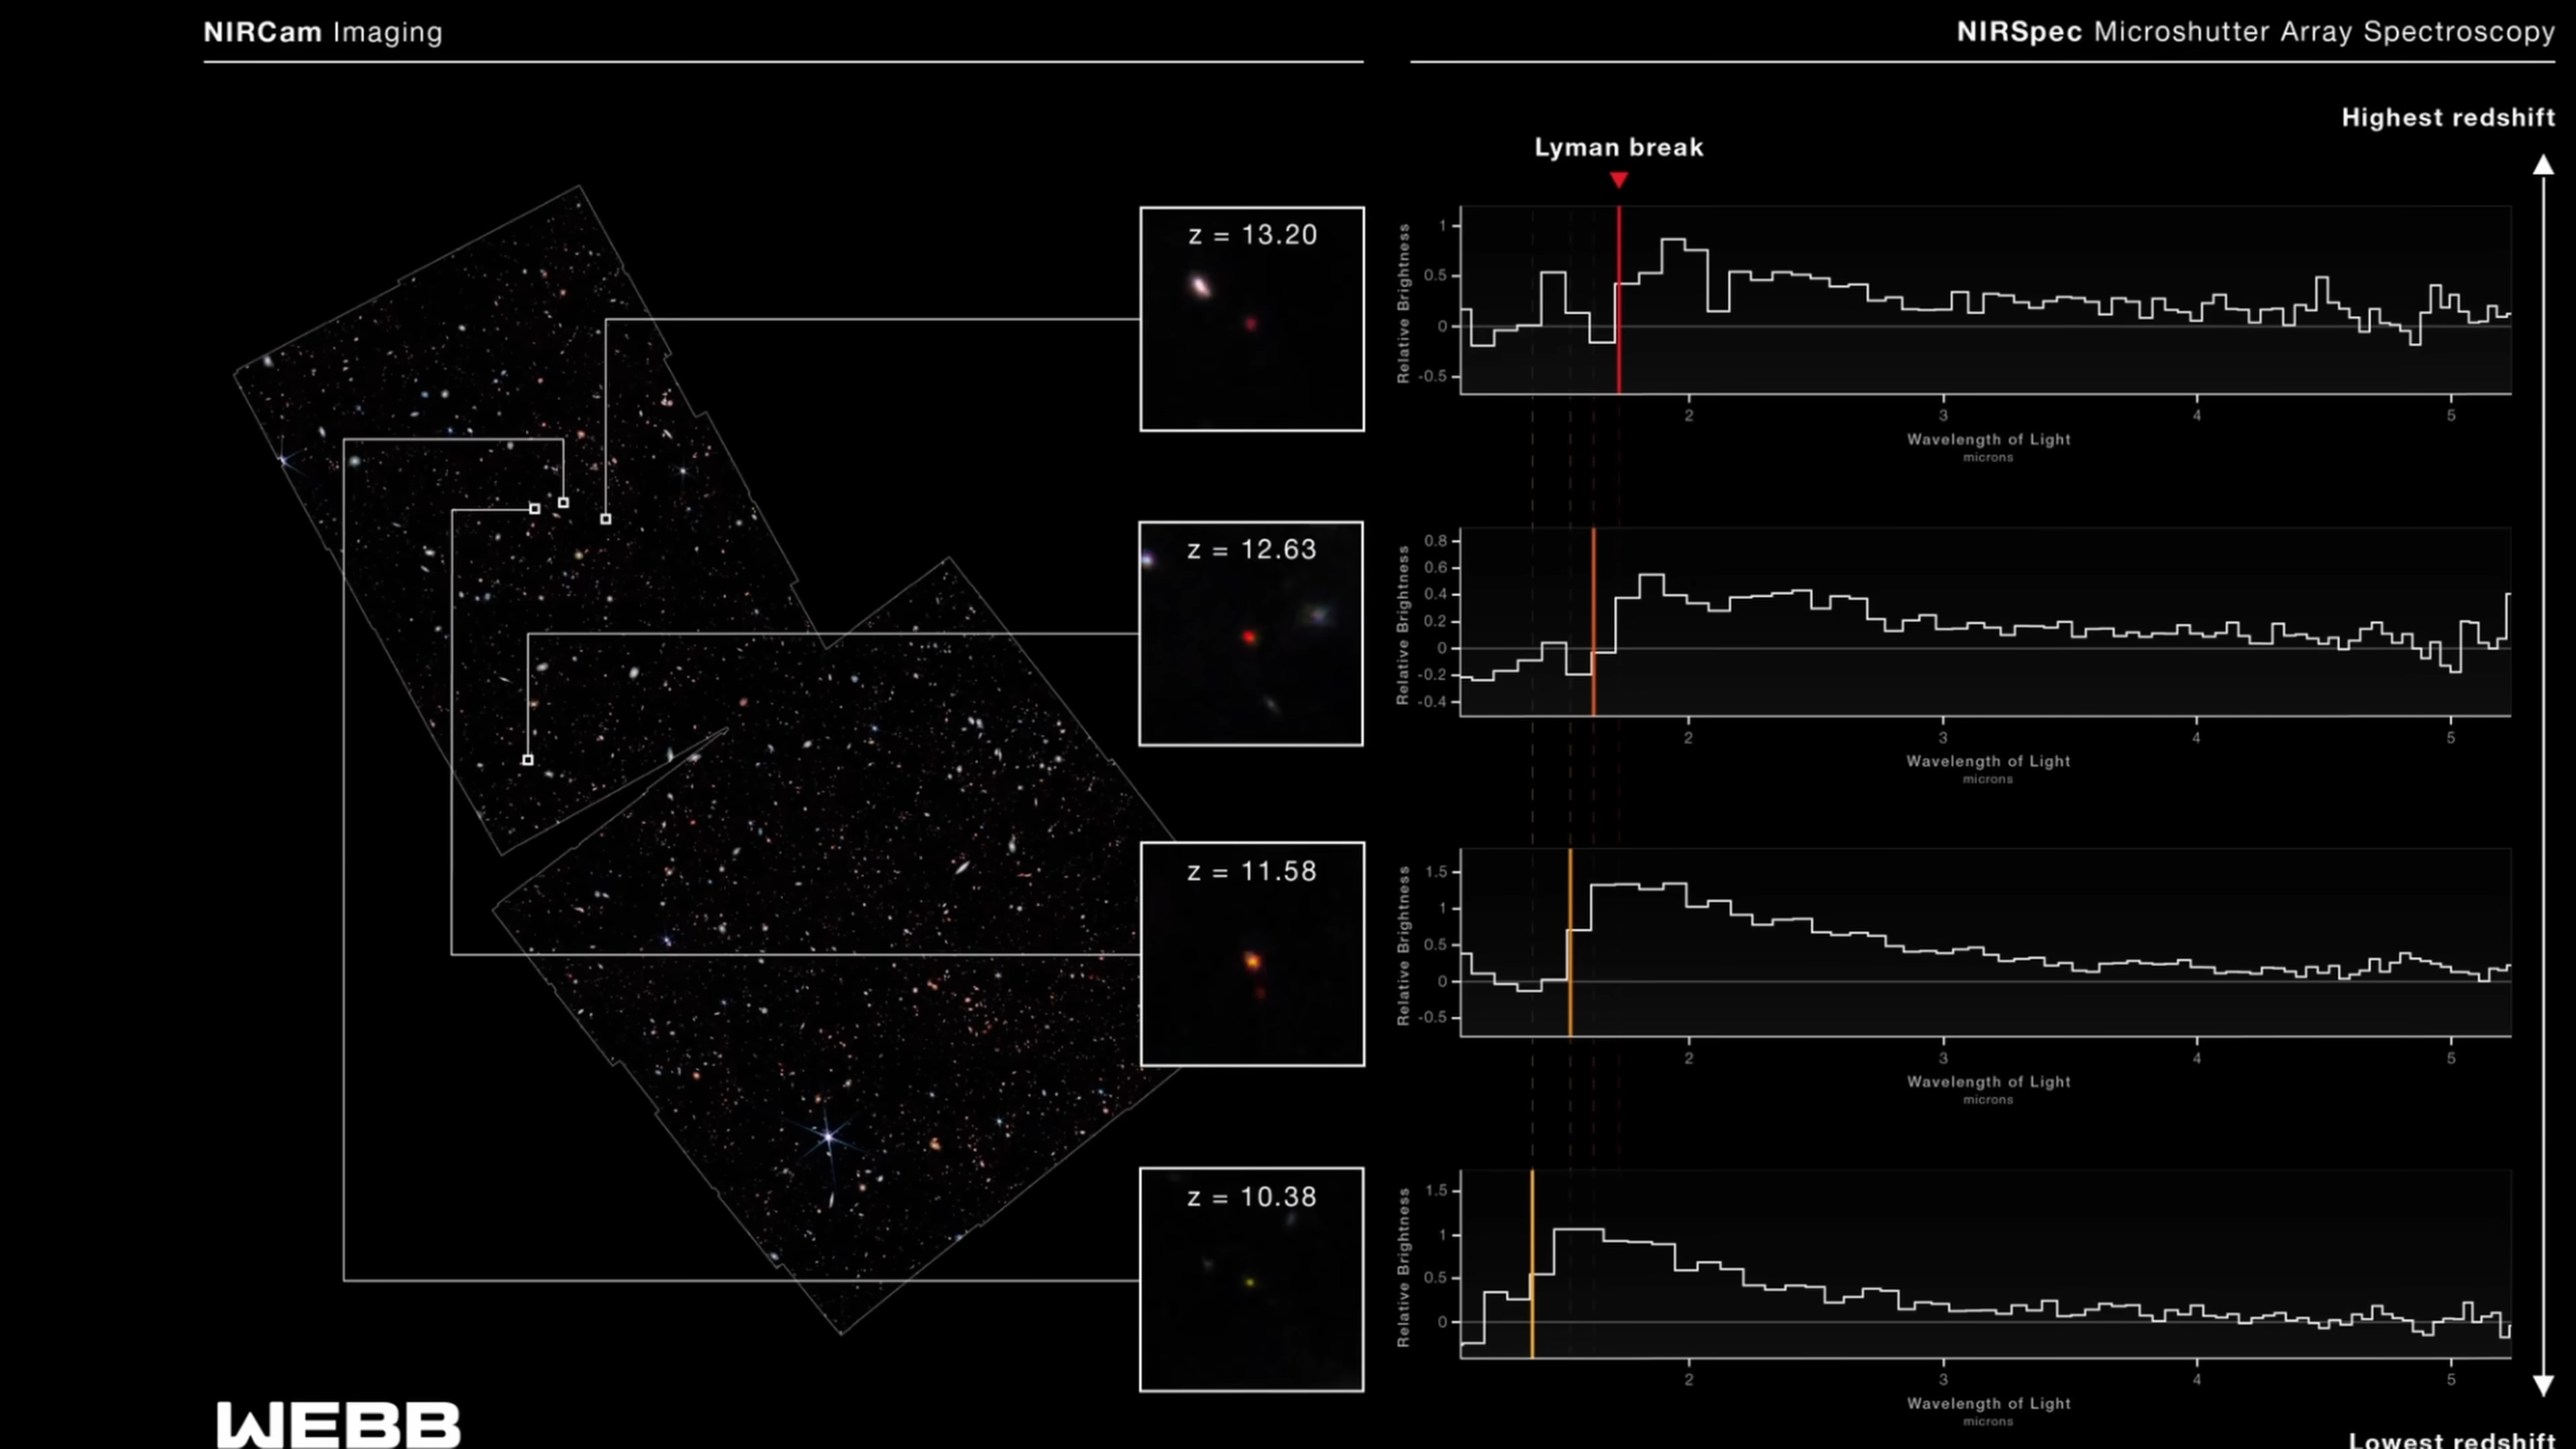 NIRCam Imaging
NIRSpec Microshutter Array Spectroscopy
Highest redshift
Lyman break
z = 13.20
Relative Brightness
1
0.5
0
-0.5
2 3 4 5
Wavelength of Light
microns
z = 12.63
Relative Brightness
0.8
0.6
0.4
0.2
0
-0.2
-0.4
2 3 4 5
Wavelength of Light
microns
z = 11.58
Relative Brightness
1.5
1
0.5
0
-0.5
2 3 4 5
Wavelength of Light
microns
z = 10.38
Relative Brightness
1.5
1
0.5
0
2 3 4 5
Wavelength of Light
microns
WEBB
Lowest redshift